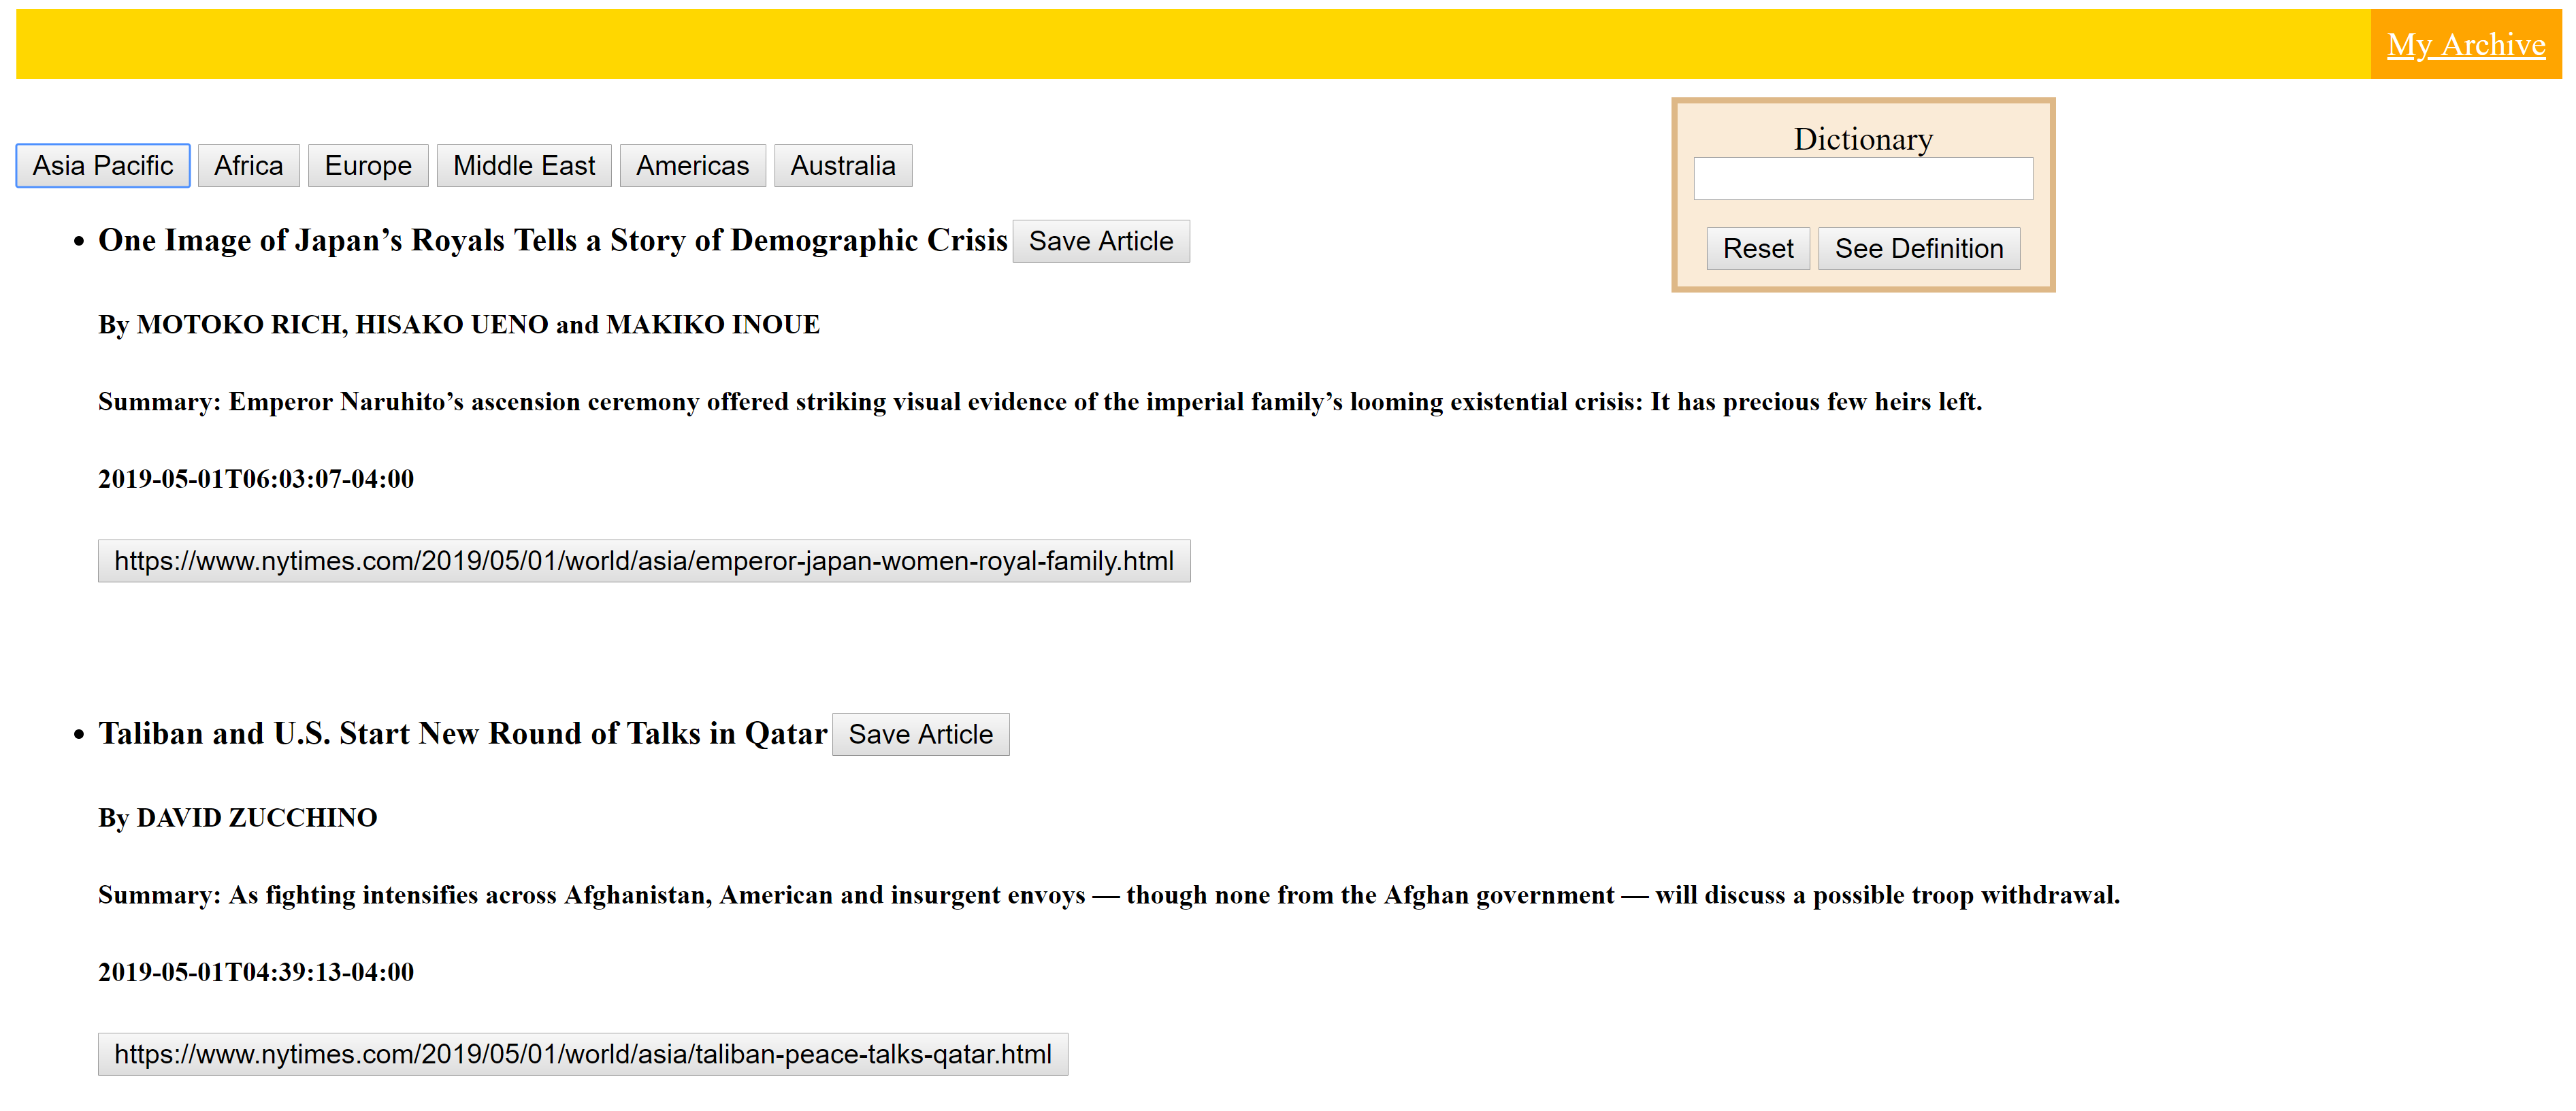 My Archive
Dictionary
Asia Pacific Africa Europe Middle East Americas Australia
Reset See Definition
One Image of Japan’s Royals Tells a Story of Demographic Crisis Save Article
By MOTOKO RICH, HISAKO UENO and MAKIKO INOUE
Summary: Emperor Naruhito’s ascension ceremony offered striking visual evidence of the imperial family’s looming existential crisis: It has precious few heirs left.
2019-05-01T06:03:07-04:00
https://www.nytimes.com/2019/05/01/world/asia/emperor-japan-women-royal-family.html
Taliban and U.S. Start New Round of Talks in Qatar Save Article
By DAVID ZUCCHINO
Summary: As fighting intensifies across Afghanistan, American and insurgent envoys — though none from the Afghan government — will discuss a possible troop withdrawal.
2019-05-01T04:39:13-04:00
https://www.nytimes.com/2019/05/01/world/asia/taliban-peace-talks-qatar.html